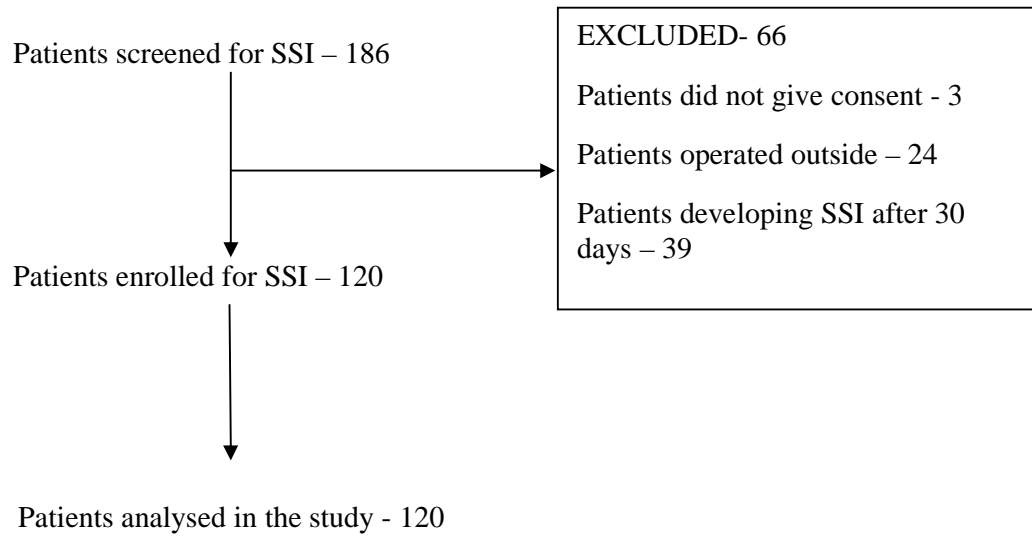 Patients screened for SSI – 186
EXCLUDED- 66
Patients did not give consent - 3
Patients operated outside – 24
Patients developing SSI after 30
days – 39
Patients enrolled for SSI – 120
Patients analysed in the study - 120